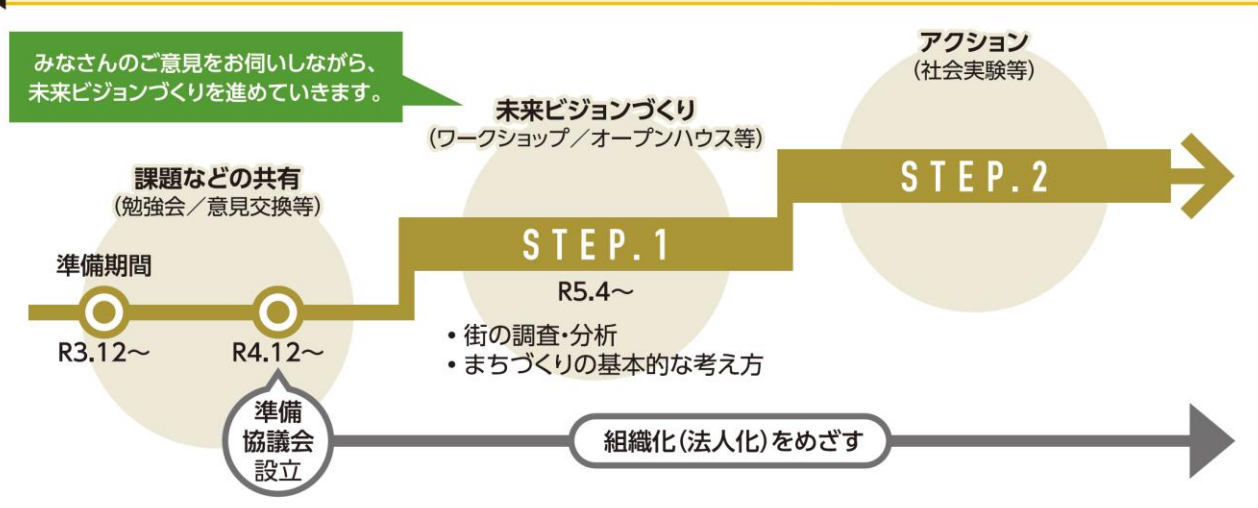 みなさんのご意見をお伺いしながら、
未来ビジョンづくりを進めていきます。
アクション
(社会実験等)
未来ビジョンづくり
(ワークショップ／オープンハウス等)
課題などの共有
(勉強会／意見交換等)
STEP.2
STEP.1
準備期間
R3.12～
R4.12～
R5.4～
・街の調査・分析
・まちづくりの基本的な考え方
準備
協議会
設立
組織化(法人化)をめざす